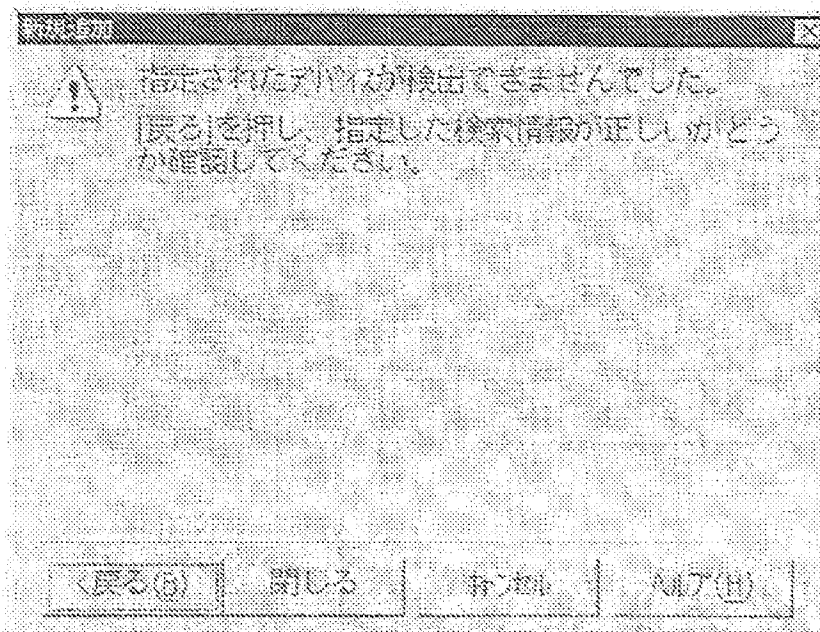 新たに追加
指定されたデバイスが検出できませんでした。
[戻る]を押し、指定した検索情報が正しいかどう
か確認してください。
<戻る(B)
閉じる
キャンセル
ヘルプ(H)